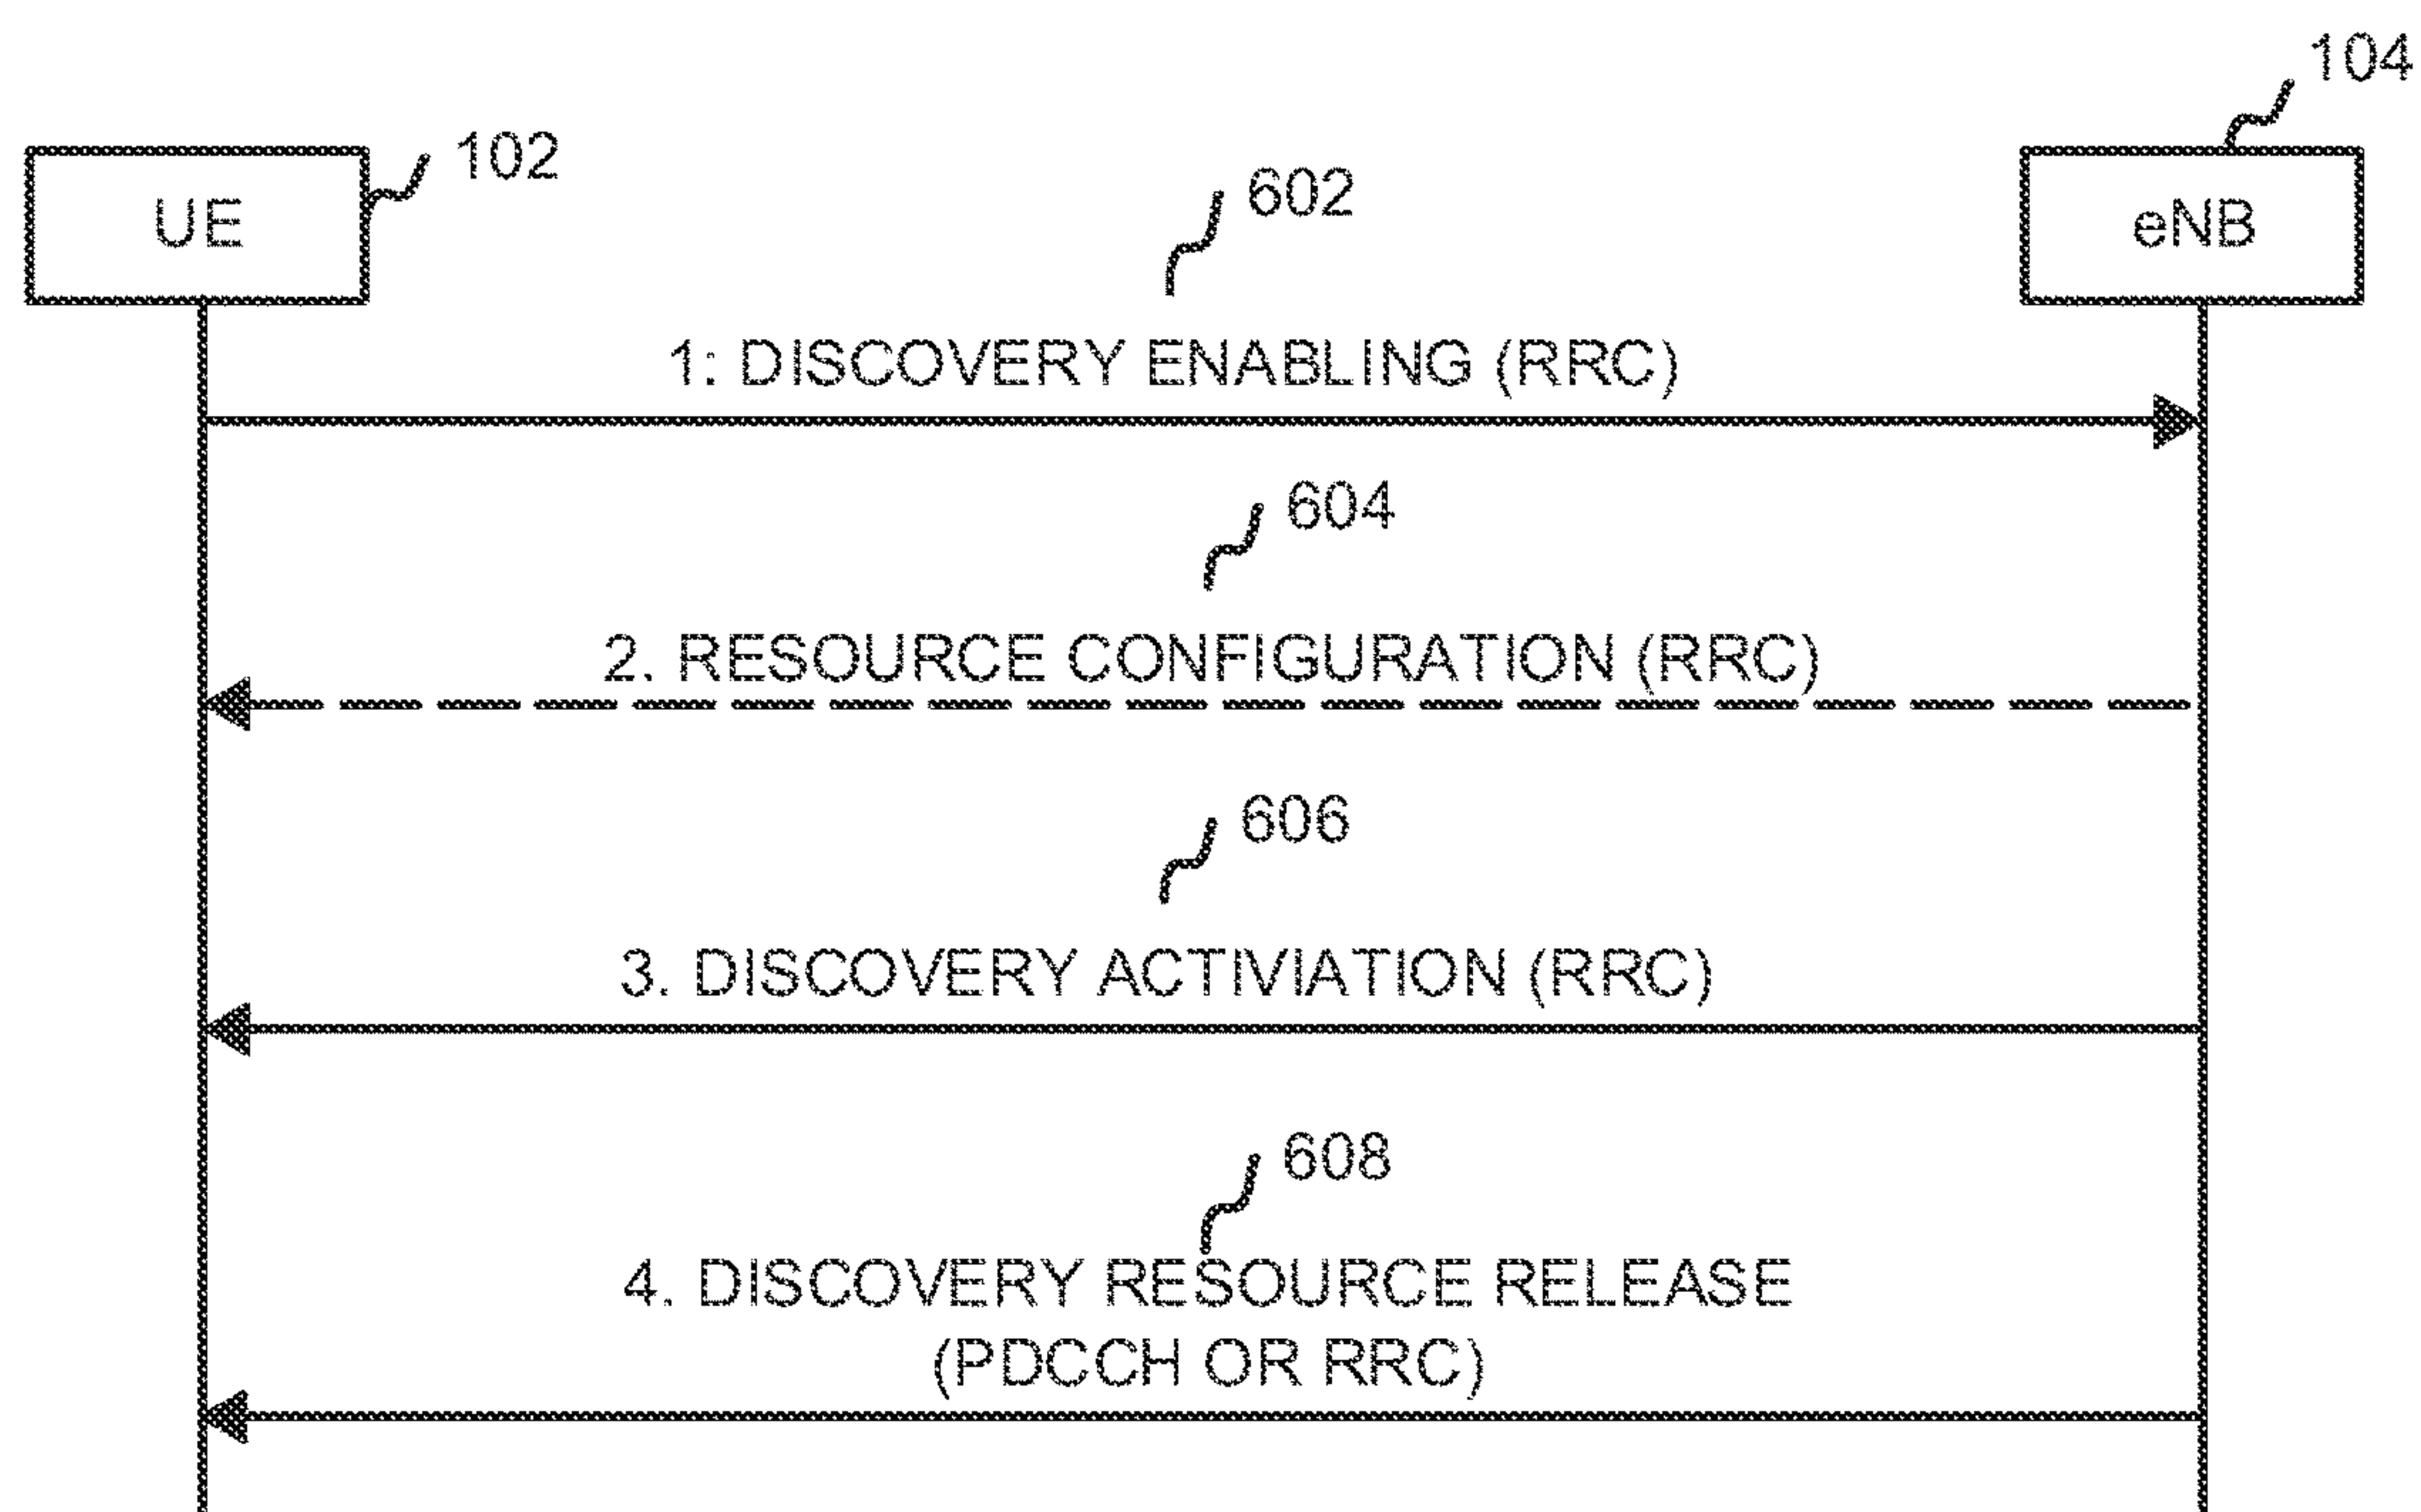 104
102
UE
eNB
602
1: DISCOVERY ENABLING (RRC)
604
2. RESOURCE CONFIGURATION (RRC)
606
3. DISCOVERY ACTIVIATION (RRC)
608
4. DISCOVERY RESOURCE RELEASE
(PDCCH OR RRC)